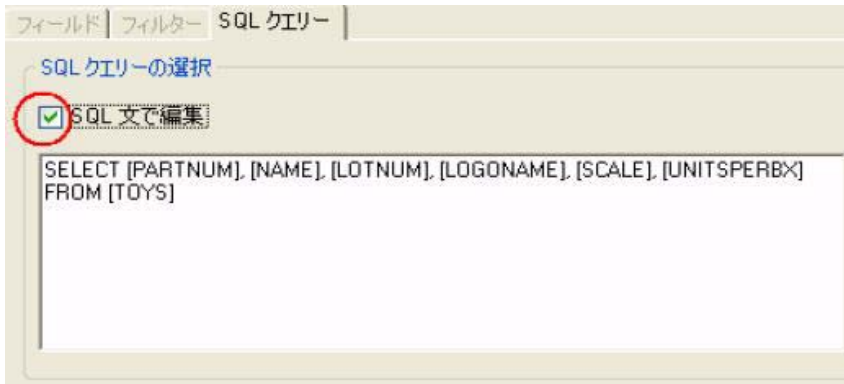 フィールド フィルター SQL クエリー
SQL クエリーの選択
SQL 文で編集
SELECT [PARTNUM], [NAME], [LOTNUM], [LOGONAME], [SCALE], [UNITSPERBX]
FROM [TOYS]